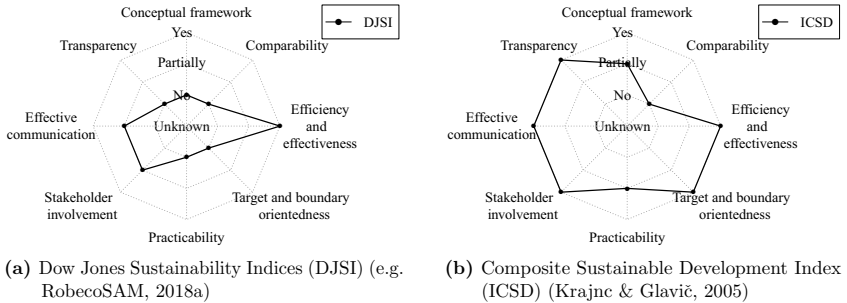 Conceptual framework
Yes
DJSI
Transparency
Comparability
Partially
No
Effective
communication
Unknown
Efficiency
and
effectiveness
Stakeholder
involvement
Target and boundary
orientedness
Practicability
(a) Dow Jones Sustainability Indices (DJSI) (e.g.
RobecoSAM, 2018a)
Conceptual framework
Yes
ICSD
Transparency
Comparability
Partially
No
Effective
communication
Unknown
Efficiency
and
effectiveness
Stakeholder
involvement
Target and boundary
orientedness
Practicability
(b) Composite Sustainable Development Index
(ICSD) (Krajnc & Glavič, 2005)